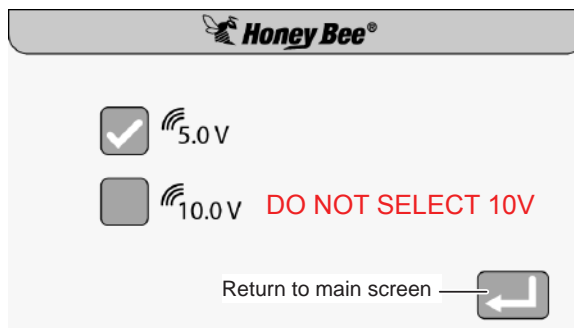 Honey Bee®
5.0 V
10.0 V DO NOT SELECT 10V
Return to main screen